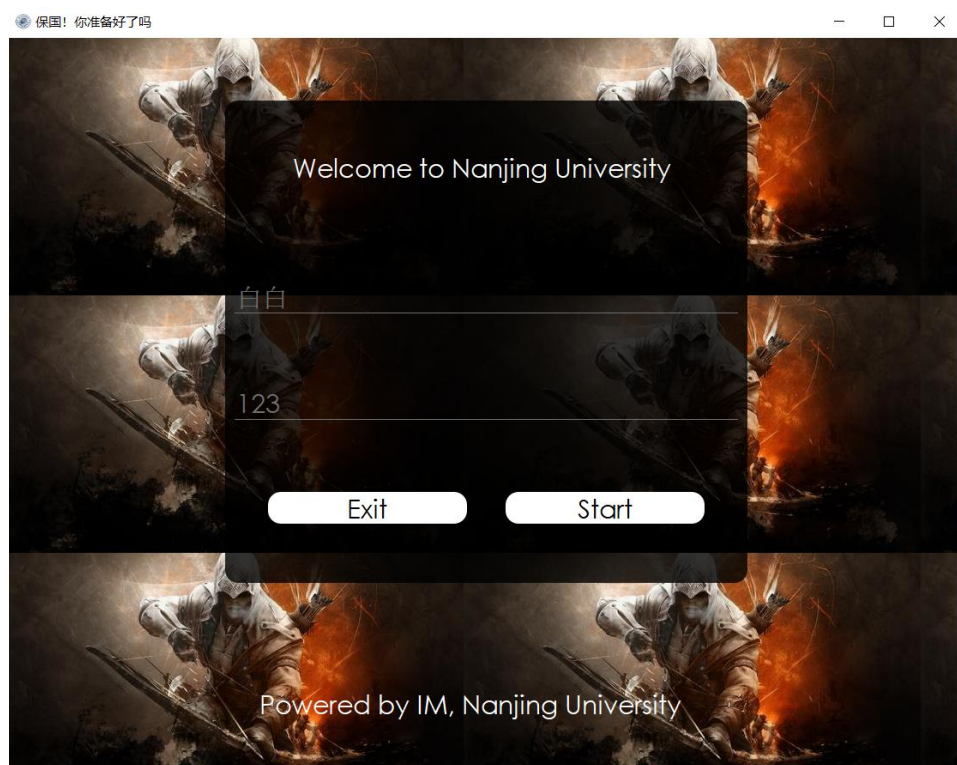 保国！你准备好了吗
Welcome to Nanjing University
白白
123
Exit Start
Powered by IM, Nanjing University